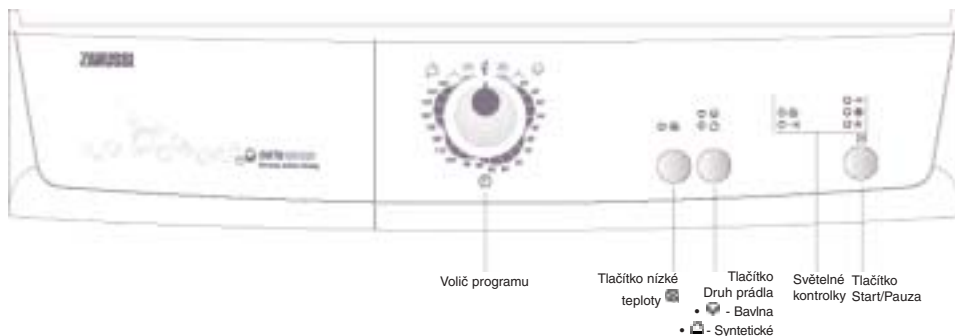 ZANUSSI
Volič programu
Tlačítko nízké
teploty
Tlačítko
Druh prádla
• - Bavlna
• - Syntetické
Světelné
kontrolky
Tlačítko
Start/Pauza